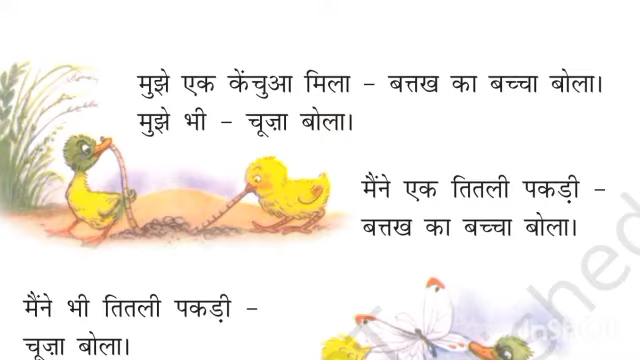 मुझे एक केंचुआ मिला – बत्तख का बच्चा बोला।
मुझे भी – चूज़ा बोला।
मैंने एक तितली पकड़ी –
बत्तख का बच्चा बोला।
मैंने भी तितली पकड़ी –
चूज़ा बोला।